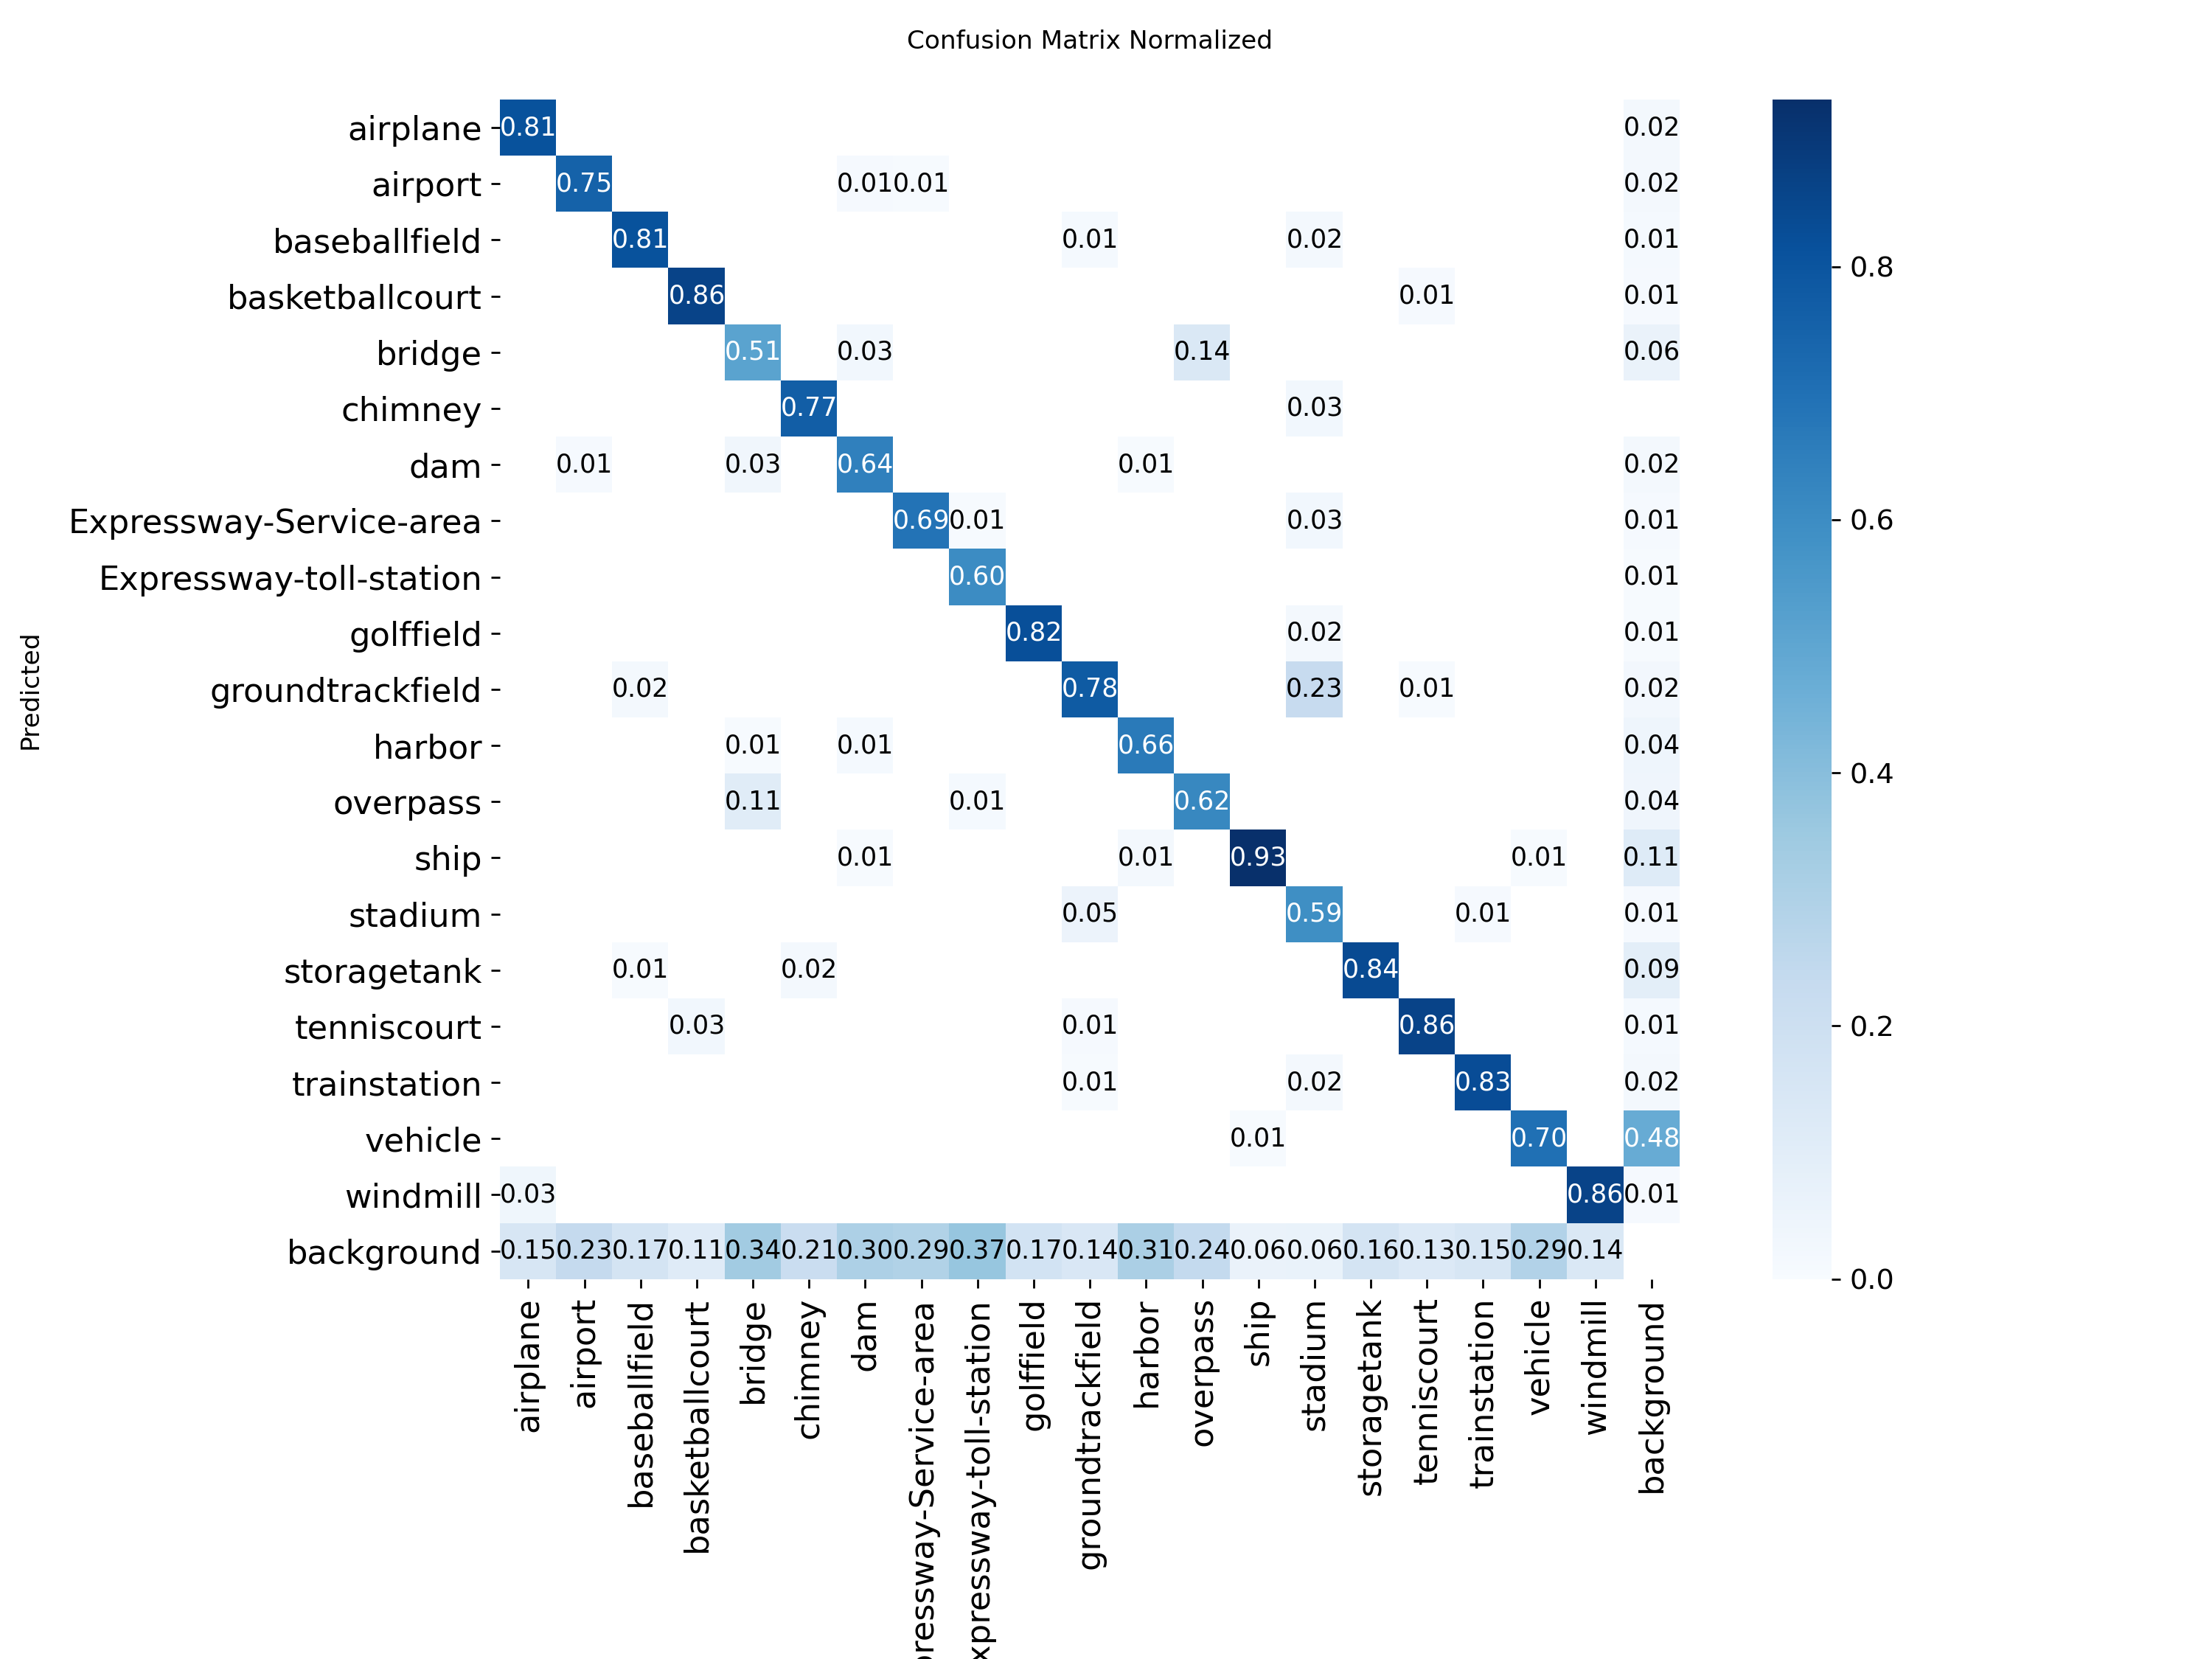 Confusion Matrix Normalized
airplane 0.81 0.02
airport 0.75 0.01 0.01 0.02
baseballfield 0.81 0.01 0.02 0.01
0.8
basketballcourt 0.86 0.01 0.01
bridge 0.51 0.03 0.14 0.06
chimney 0.77 0.03
dam 0.01 0.03 0.64 0.01 0.02
Expressway-Service-area 0.69 0.01 0.03 0.01
0.6
Expressway-toll-station 0.60 0.01
golffield 0.82 0.02 0.01
Predicted
groundtrackfield 0.02 0.78 0.23 0.01 0.02
harbor 0.01 0.01 0.66 0.04
0.4
overpass 0.11 0.01 0.62 0.04
ship 0.01 0.01 0.93 0.01 0.11
stadium 0.05 0.59 0.01 0.01
storagetank 0.01 0.02 0.84 0.09
tenniscourt 0.03 0.01 0.86 0.01
0.2
trainstation 0.01 0.02 0.83 0.02
vehicle 0.01 0.70 0.48
windmill 0.03 0.86 0.01
background 0.15 0.23 0.17 0.11 0.34 0.21 0.30 0.29 0.37 0.17 0.14 0.31 0.24 0.06 0.06 0.16 0.13 0.15 0.29 0.14
0.0
airplane
airport
baseballfield
basketballcourt
bridge
chimney
dam
pressway-Service-area
xpressway-toll-station
golffield
groundtrackfield
harbor
overpass
ship
stadium
storagetank
tenniscourt
trainstation
vehicle
windmill
background